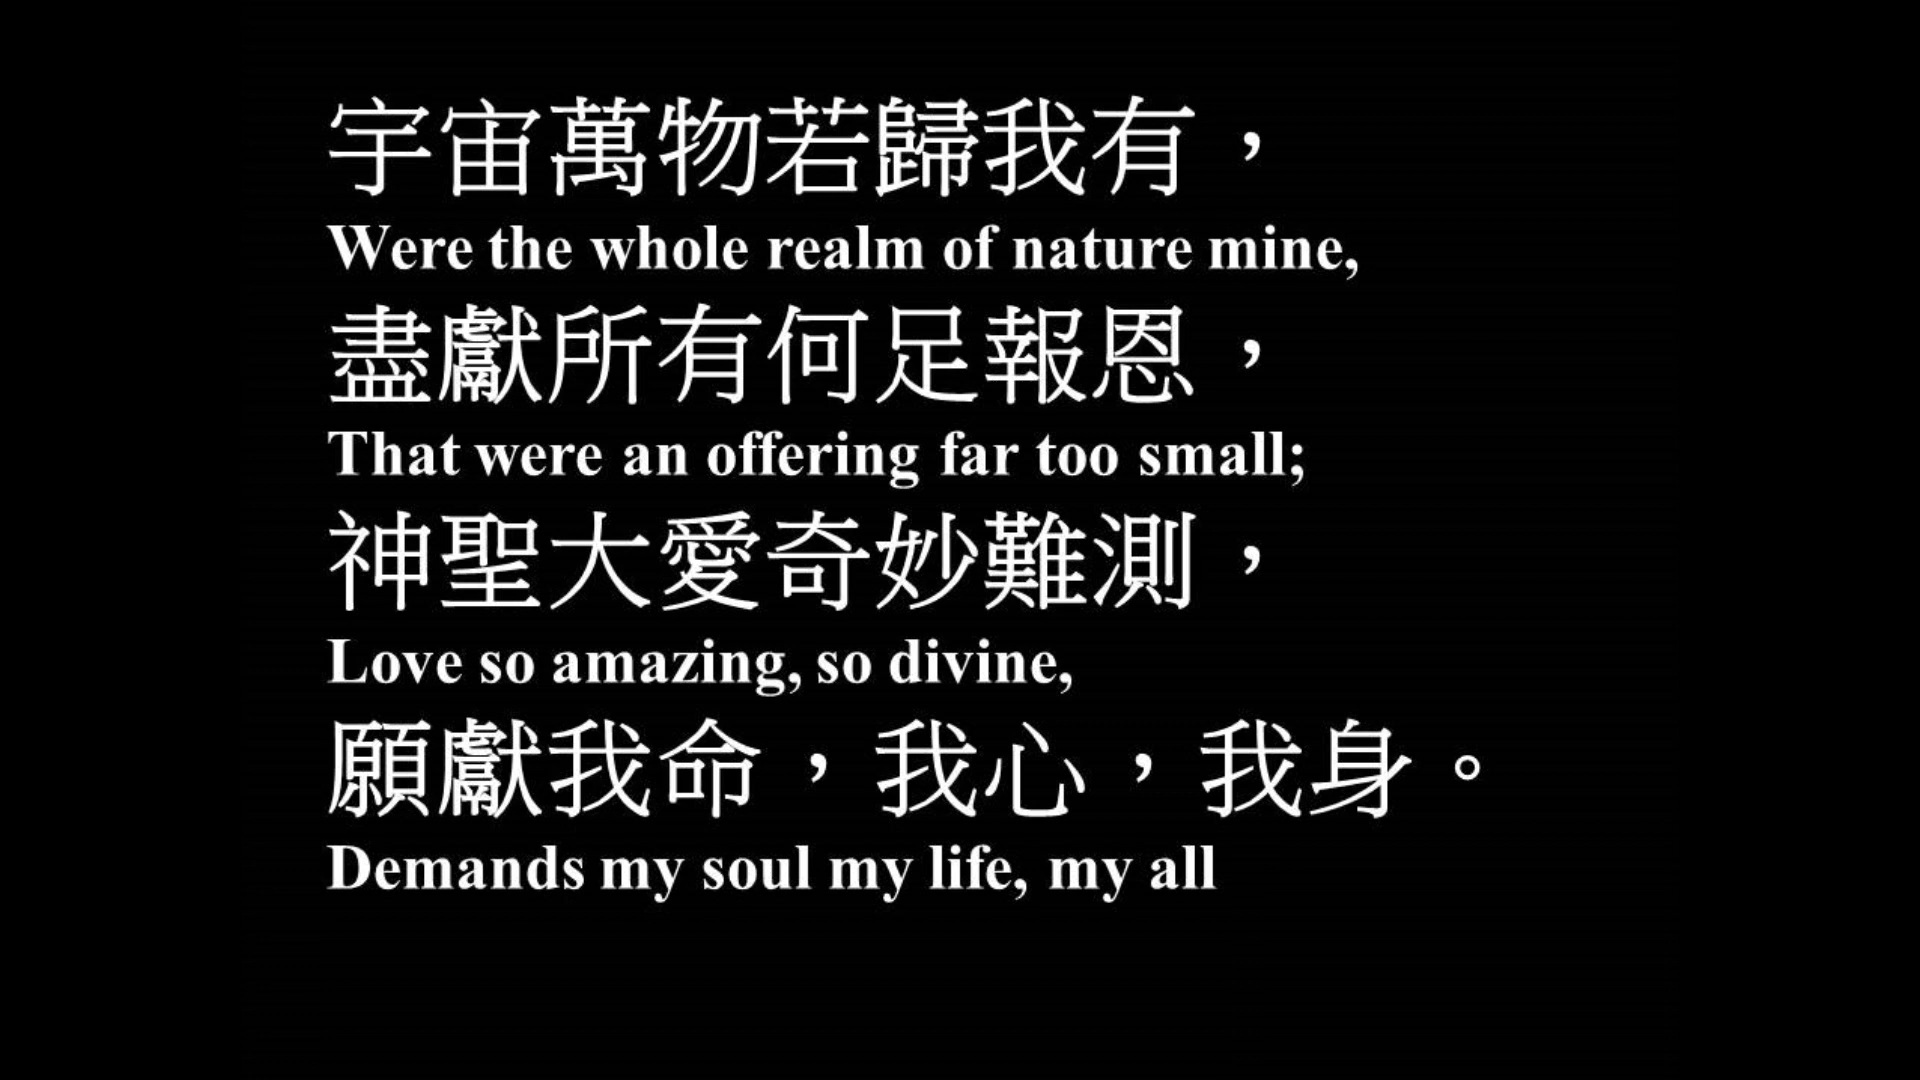 宇宙萬物若歸我有，
Were the whole realm of nature mine,
盡獻所有何足報恩，
That were an offering far too small;
神聖大愛奇妙難測，
Love so amazing, so divine,
願獻我命，我心，我身。
Demands my soul my life, my all